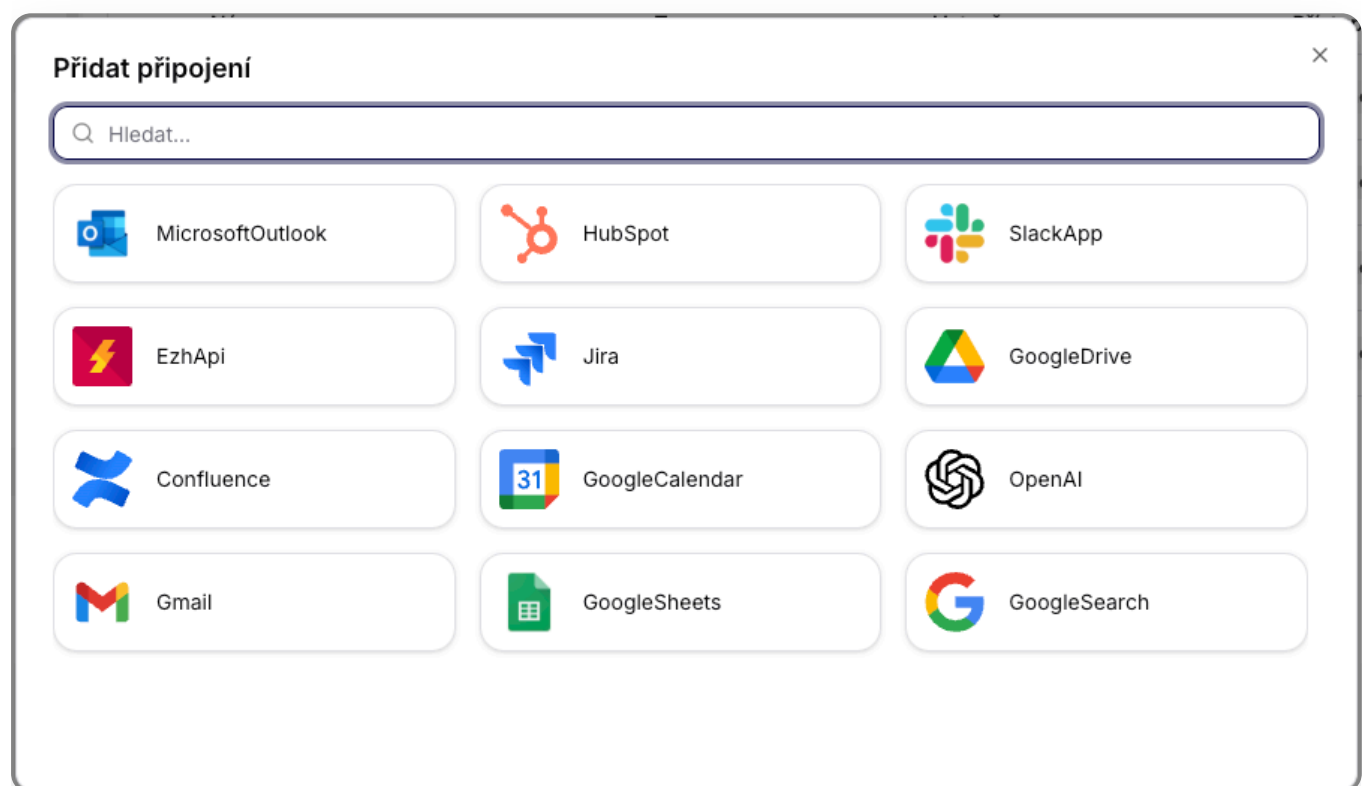 Přidat připojení
Hledat...
MicrosoftOutlook
HubSpot
SlackApp
EzhApi
Jira
GoogleDrive
Confluence
31
GoogleCalendar
OpenAI
Gmail
GoogleSheets
GoogleSearch